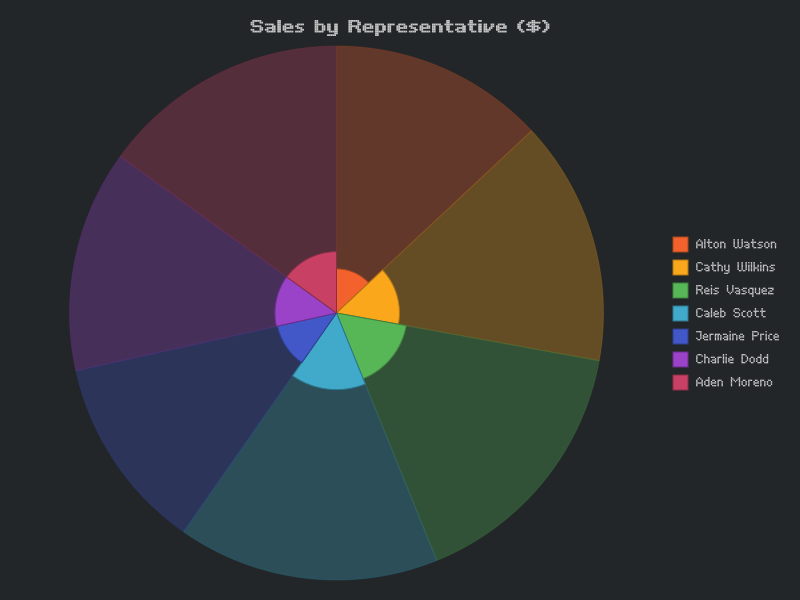 Sales by Representative ($)
Alton Watson
Cathy Wilkins
Reis Vasquez
Caleb Scott
Jermaine Price
Charlie Dodd
Aden Moreno